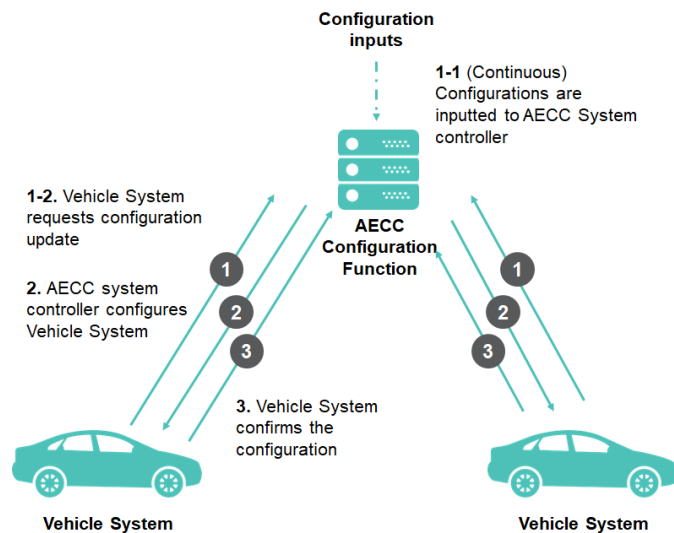 Configuration
inputs
1-1 (Continuous)
Configurations are
inputted to AECC System
controller
1-2. Vehicle System
requests configuration
update
AECC
Configuration
Function
2. AECC system
controller configures
Vehicle System
1
2
3
1
2
3
3. Vehicle System
confirms the
configuration
Vehicle System
Vehicle System